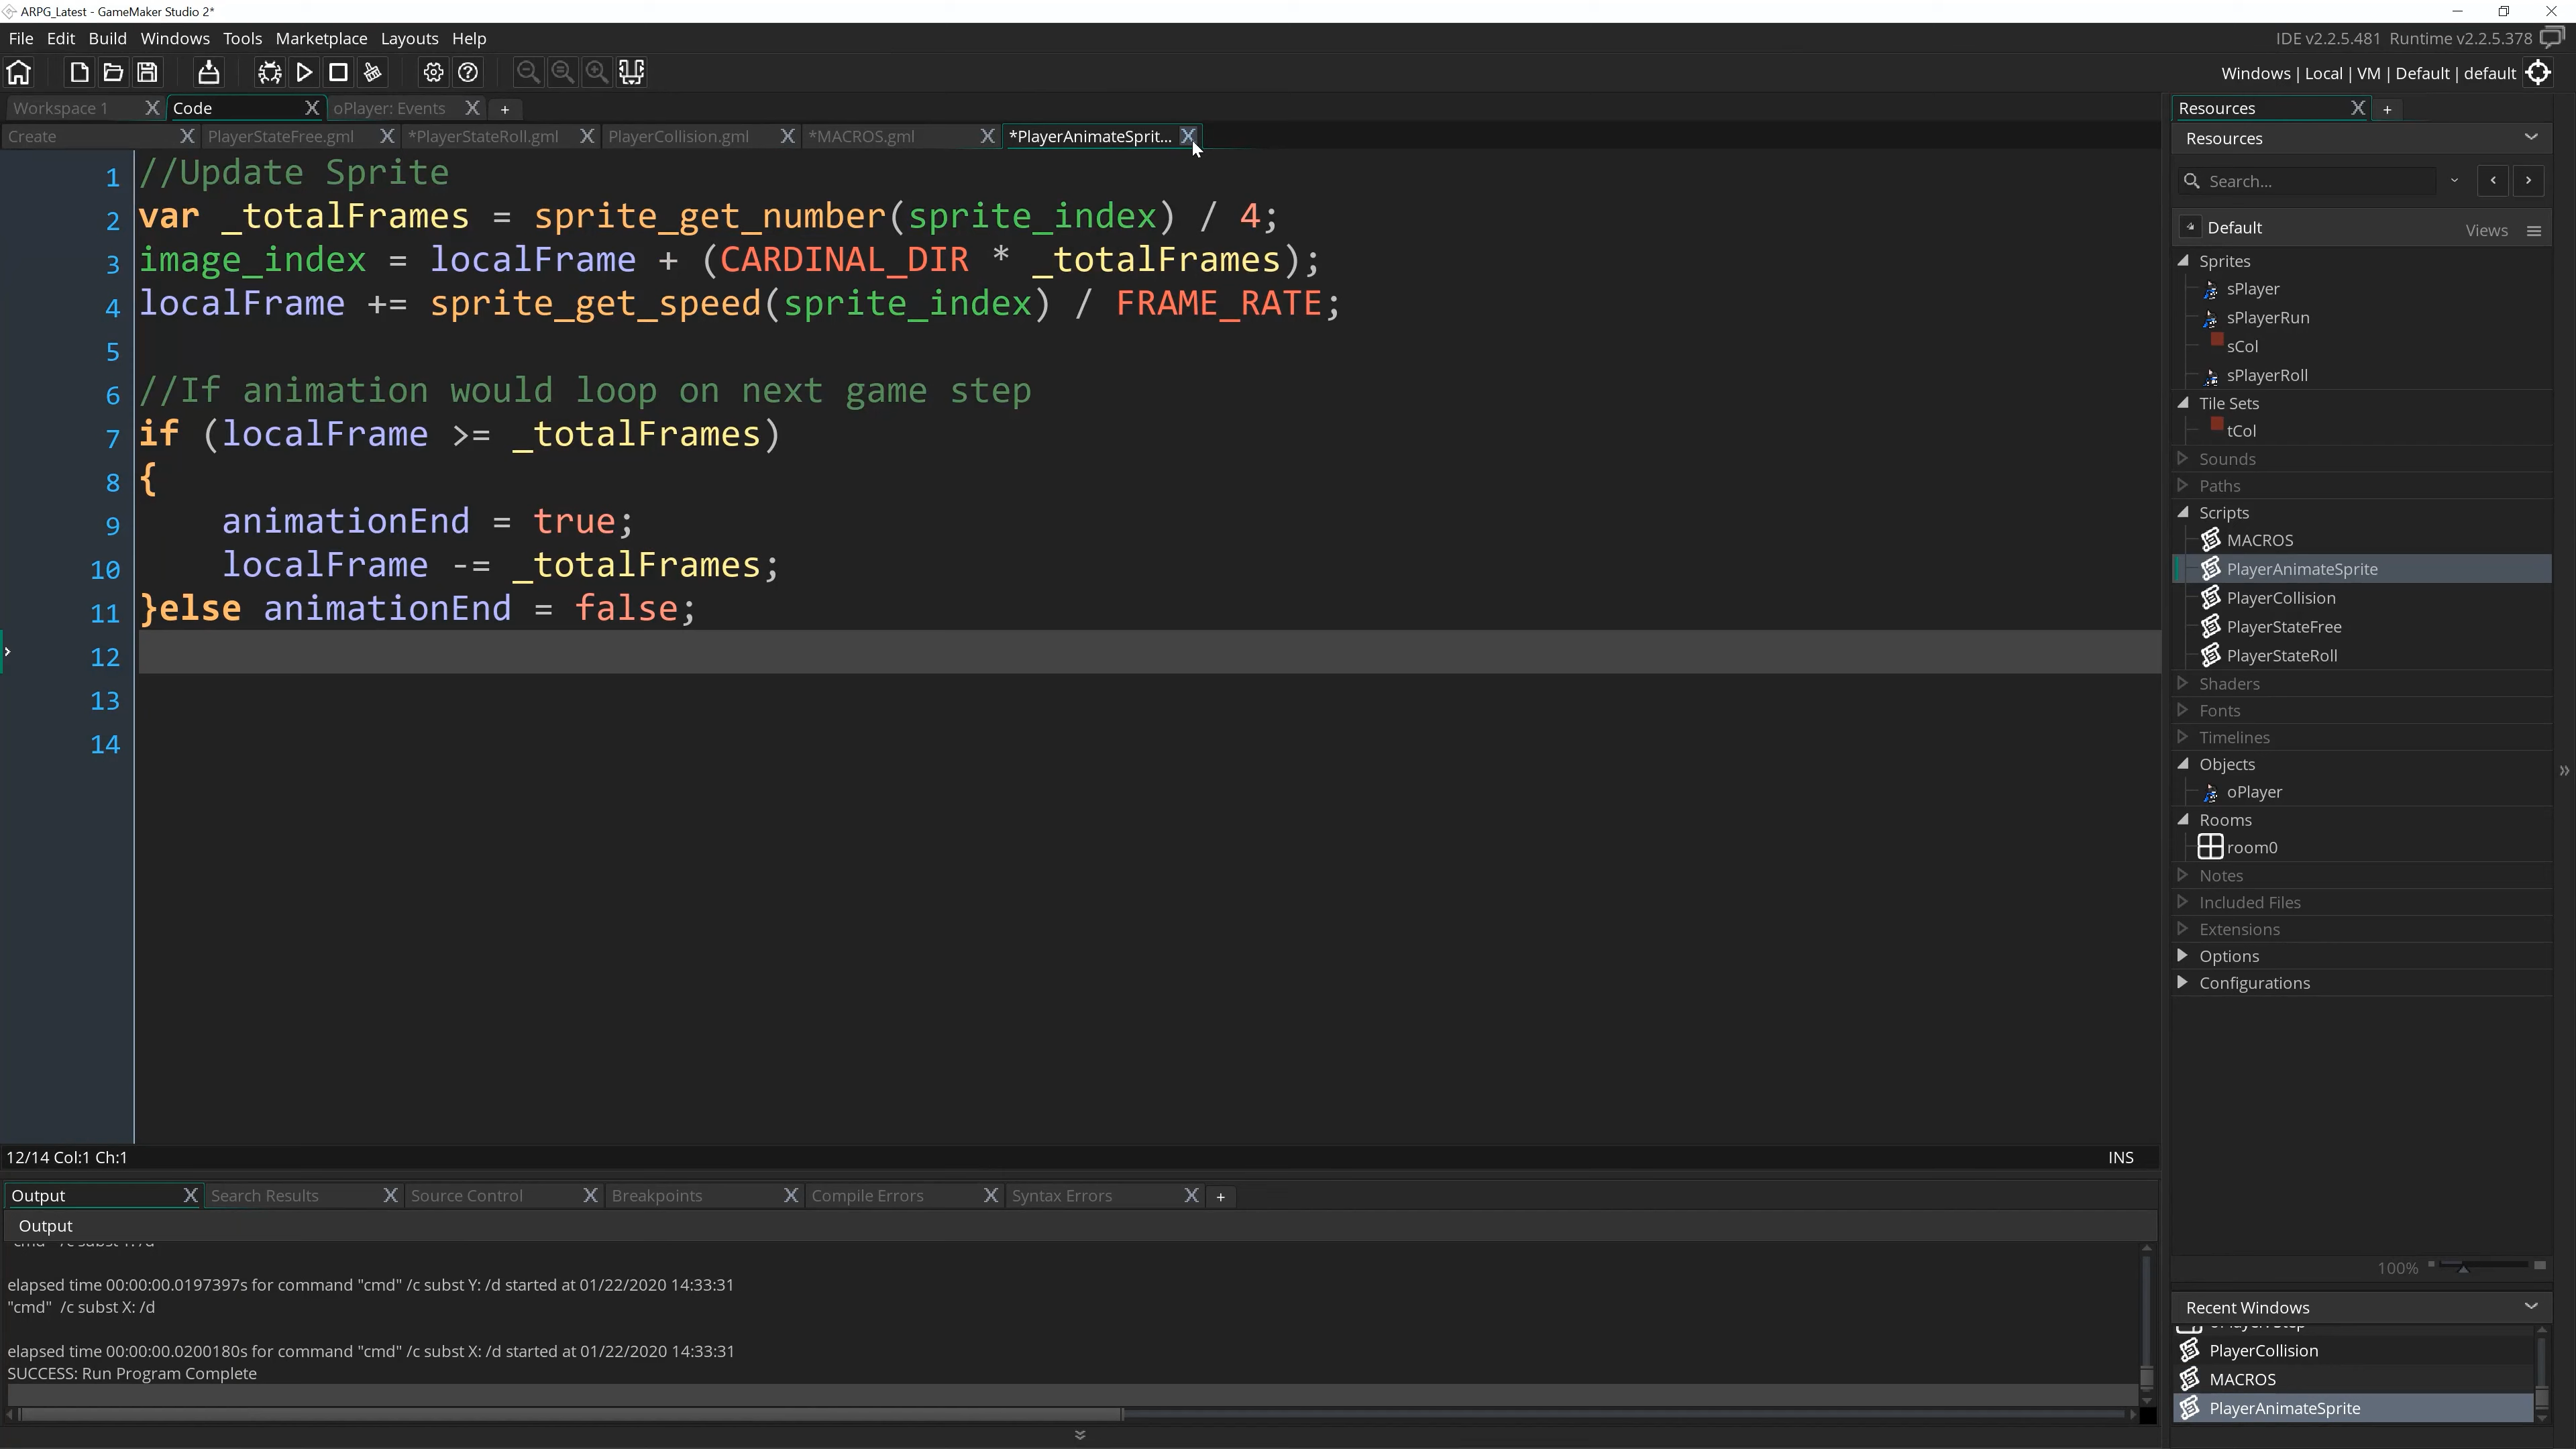 ARPG_Latest - GameMaker Studio 2*
File Edit Build Windows Tools Marketplace Layouts Help
IDE v2.2.5.481 Runtime v2.2.5.378
Windows | Local | VM | Default | default
Workspace 1 X Code X oPlayer: Events X +
Create X PlayerStateFree.gml X *PlayerStateRoll.gml X PlayerCollision.gml X *MACROS.gml X *PlayerAnimateSprit... X
1 //Update Sprite
2 var _totalFrames = sprite_get_number(sprite_index) / 4;
3 image_index = localFrame + (CARDINAL_DIR * _totalFrames);
4 localFrame += sprite_get_speed(sprite_index) / FRAME_RATE;
5
6 //If animation would loop on next game step
7 if (localFrame >= _totalFrames)
8 {
9 animationEnd = true;
10 localFrame -= _totalFrames;
11 }else animationEnd = false;
12
13
14
12/14 Col:1 Ch:1
INS
Output X Search Results X Source Control X Breakpoints X Compile Errors X Syntax Errors X +
Output
elapsed time 00:00:00.0197397s for command "cmd" /c subst Y: /d started at 01/22/2020 14:33:31
"cmd" /c subst X: /d
elapsed time 00:00:00.0200180s for command "cmd" /c subst X: /d started at 01/22/2020 14:33:31
SUCCESS: Run Program Complete
Resources X +
Resources
Search...
Default
Views
Sprites
sPlayer
sPlayerRun
sCol
sPlayerRoll
Tile Sets
tCol
Sounds
Paths
Scripts
MACROS
PlayerAnimateSprite
PlayerCollision
PlayerStateFree
PlayerStateRoll
Shaders
Fonts
Timelines
Objects
oPlayer
Rooms
room0
Notes
Included Files
Extensions
Options
Configurations
100%
Recent Windows
PlayerCollision
MACROS
PlayerAnimateSprite